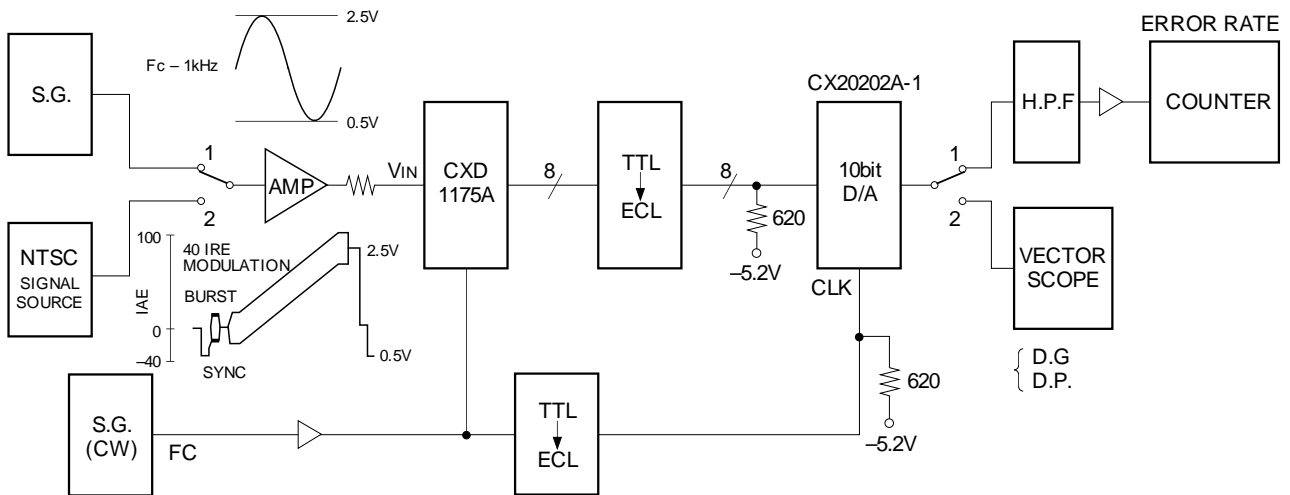 2.5V
Fc – 1kHz
0.5V
S.G.
1
2
AMP
VIN
CXD
1175A
8
TTL
ECL
8
620
–5.2V
CX20202A-1
10bit
D/A
CLK
1
2
H.P.F
ERROR RATE
COUNTER
VECTOR
SCOPE
D.G
D.P.
NTSC
SIGNAL
SOURCE
100
IAE
0
–40
40 IRE
MODULATION
BURST
SYNC
2.5V
0.5V
620
–5.2V
S.G.
(CW)
FC
TTL
ECL